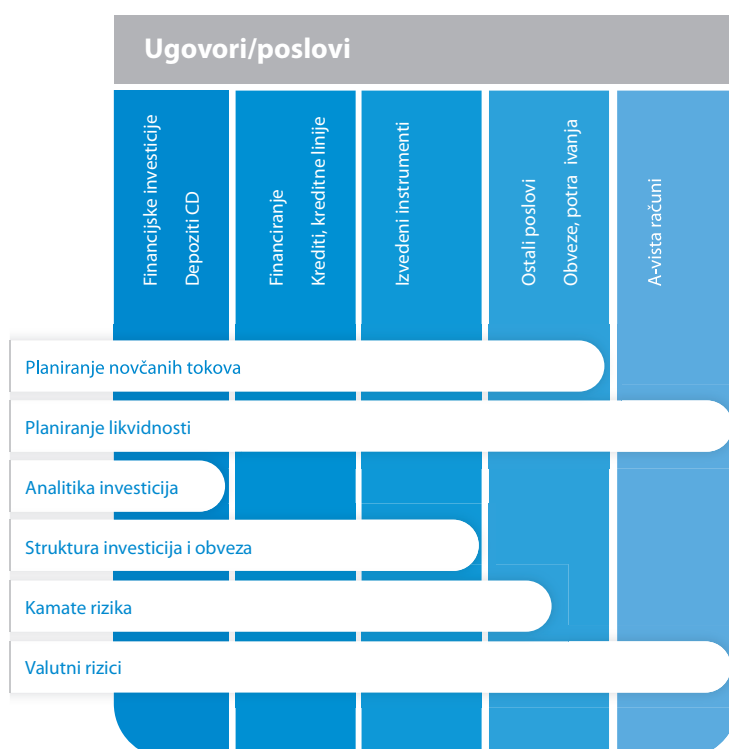 Ugovori/poslovi
Financijske investicije
Depoziti CD
Financiranje
Krediti, kreditne linije
Izvedeni instrumenti
Ostali poslovi
Obveze, potra ivanja
A-vista računi
Planiranje novčanih tokova
Planiranje likvidnosti
Analitika investicija
Struktura investicija i obveza
Kamate rizika
Valutni rizici